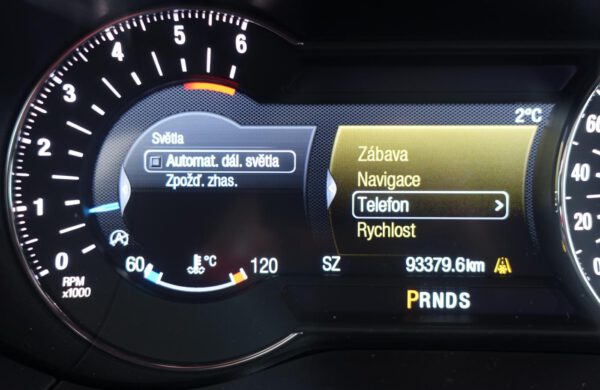 4
5
6
3
2
1
0
RPM
x1000
2°C
Světla
Automat. dál. světla
Zpožď. zhas.
Zábava
Navigace
Telefon >
Rychlost
60
°C
120
SZ
93379.6km
PRNDS
60
40
20
0